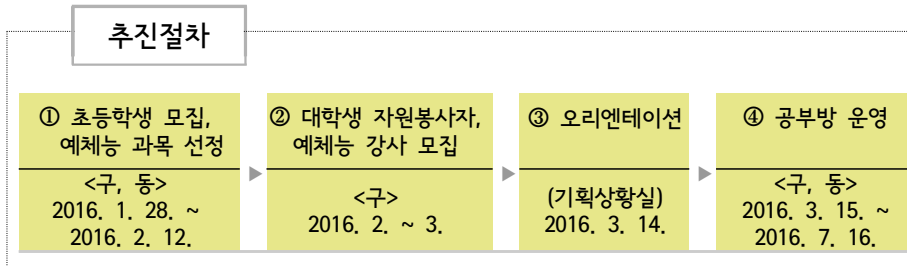 추진절차
① 초등학생 모집,
예체능 과목 선정
<구, 동>
2016. 1. 28. ~
2016. 2. 12.
② 대학생 자원봉사자,
예체능 강사 모집
<구>
2016. 2. ~ 3.
③ 오리엔테이션
(기획상황실)
2016. 3. 14.
④ 공부방 운영
<구, 동>
2016. 3. 15. ~
2016. 7. 16.